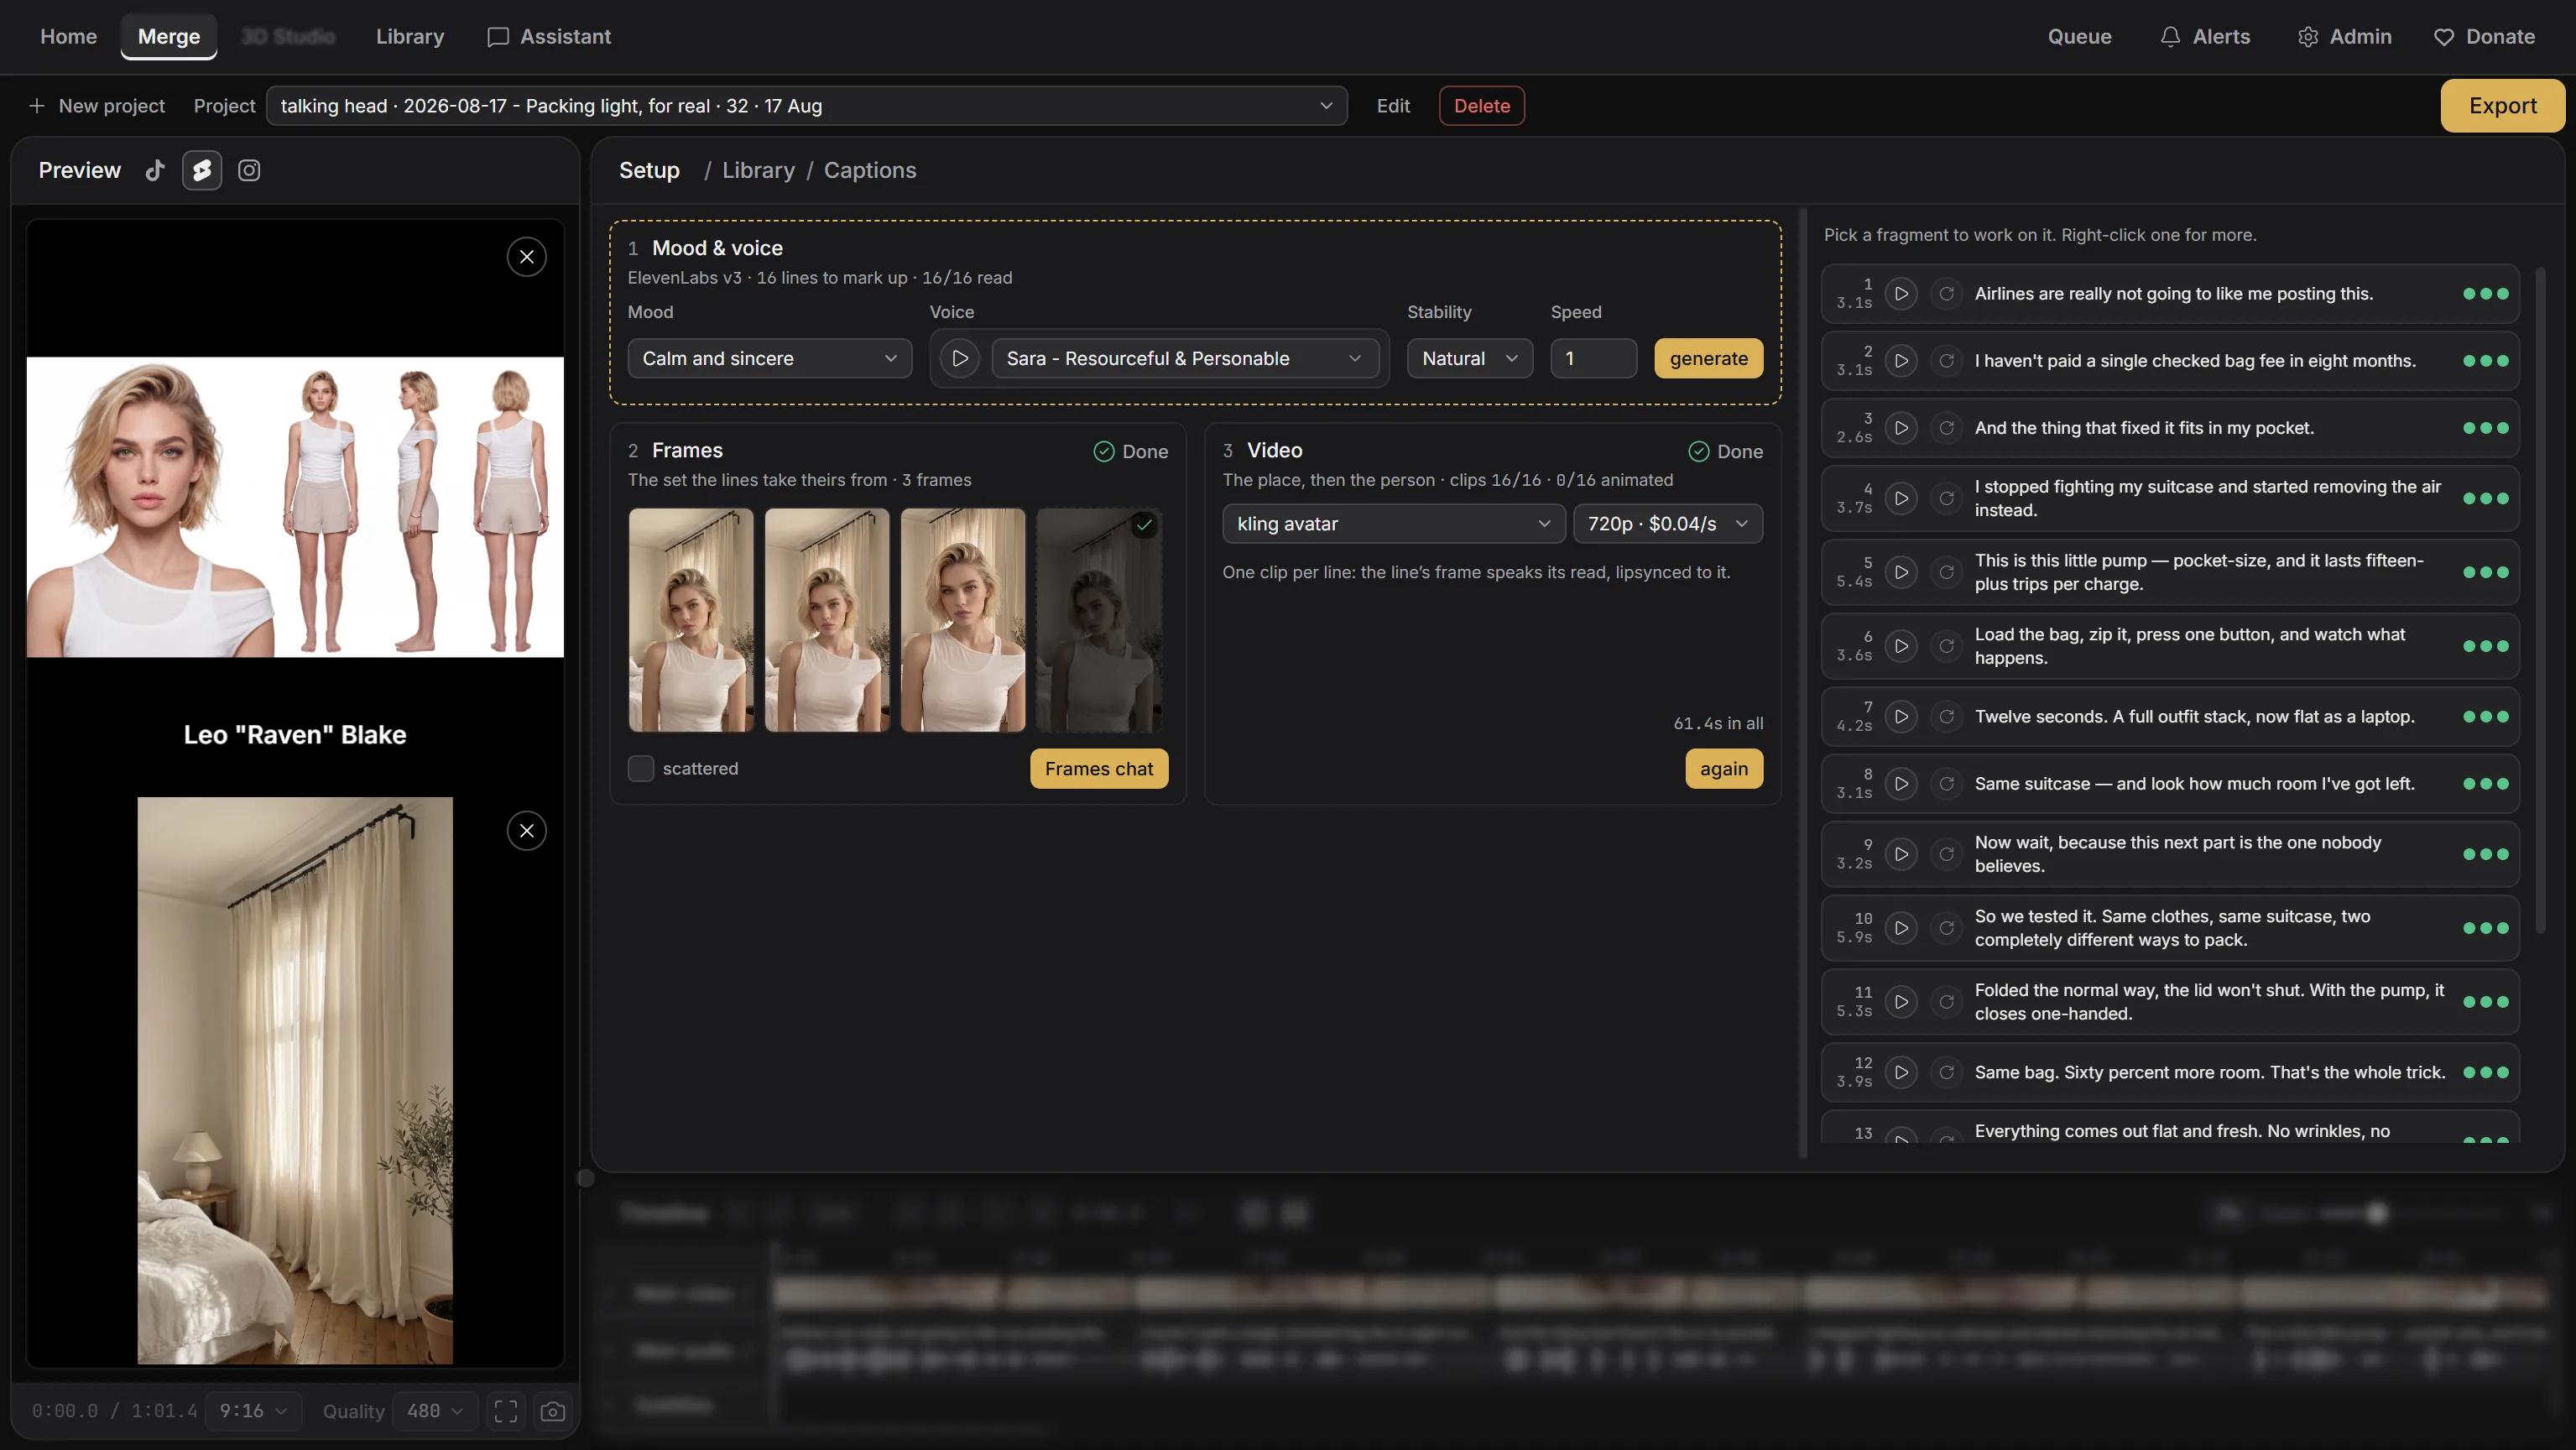 Home
Merge
3D Studio
Library
Assistant
Queue
Alerts
Admin
Donate
New project
Project
talking head · 2026-08-17 - Packing light, for real · 32 · 17 Aug
Edit
Delete
Export
Preview
Setup / Library / Captions
1 Mood & voice
ElevenLabs v3 · 16 lines to mark up · 16/16 read
Mood
Voice
Stability
Speed
Calm and sincere
Sara - Resourceful & Personable
Natural
1
generate
2 Frames
Done
The set the lines take theirs from · 3 frames
scattered
Frames chat
3 Video
Done
The place, then the person · clips 16/16 · 0/16 animated
kling avatar
720p · $0.04/s
One clip per line: the line's frame speaks its read, lipsynced to it.
61.4s in all
again
Pick a fragment to work on it. Right-click one for more.
1
3.1s
Airlines are really not going to like me posting this.
2
3.1s
I haven't paid a single checked bag fee in eight months.
3
2.6s
And the thing that fixed it fits in my pocket.
4
3.7s
I stopped fighting my suitcase and started removing the air
instead.
5
5.4s
This is this little pump — pocket-size, and it lasts fifteen-
plus trips per charge.
6
3.6s
Load the bag, zip it, press one button, and watch what
happens.
7
4.2s
Twelve seconds. A full outfit stack, now flat as a laptop.
8
3.1s
Same suitcase — and look how much room I've got left.
9
3.2s
Now wait, because this next part is the one nobody
believes.
10
5.9s
So we tested it. Same clothes, same suitcase, two
completely different ways to pack.
11
5.3s
Folded the normal way, the lid won't shut. With the pump, it
closes one-handed.
12
3.9s
Same bag. Sixty percent more room. That's the whole trick.
13
Everything comes out flat and fresh. No wrinkles, no
Leo "Raven" Blake
0:00.0 / 1:01.4
9:16
Quality
480
Timeline